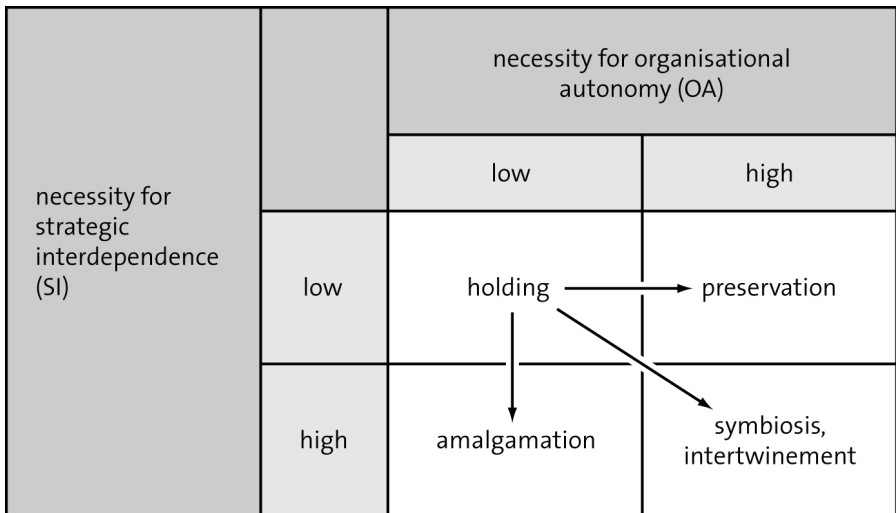 necessity for organisational
autonomy (OA)
low
high
necessity for
strategic
interdependence
(SI)
low
holding
preservation
high
amalgamation
symbiosis,
intertwinement